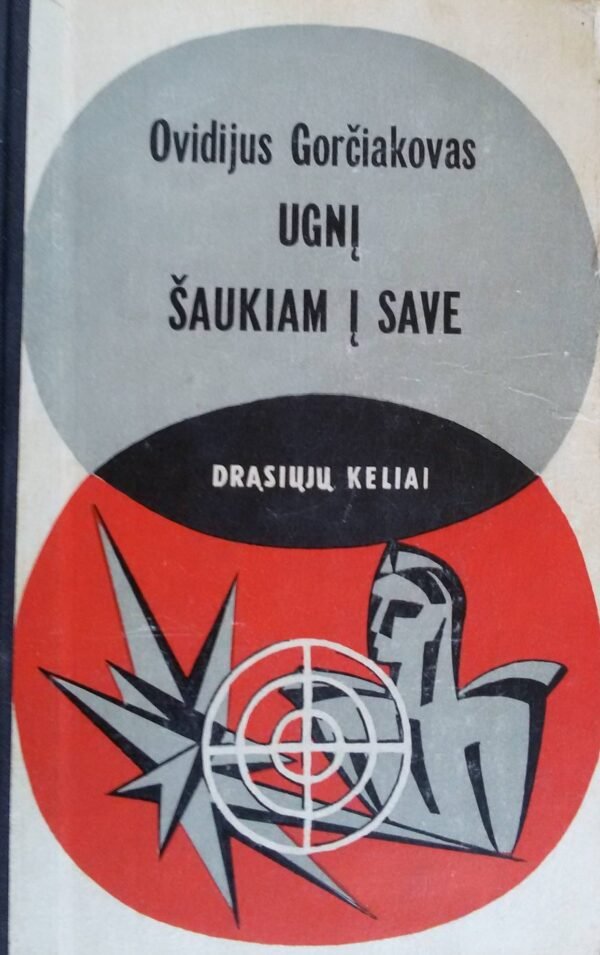 Ovidijus Gorčiakovas
UGNĮ
ŠAUKIAM Į SAVE
DRĄSIŲJŲ KELIAI